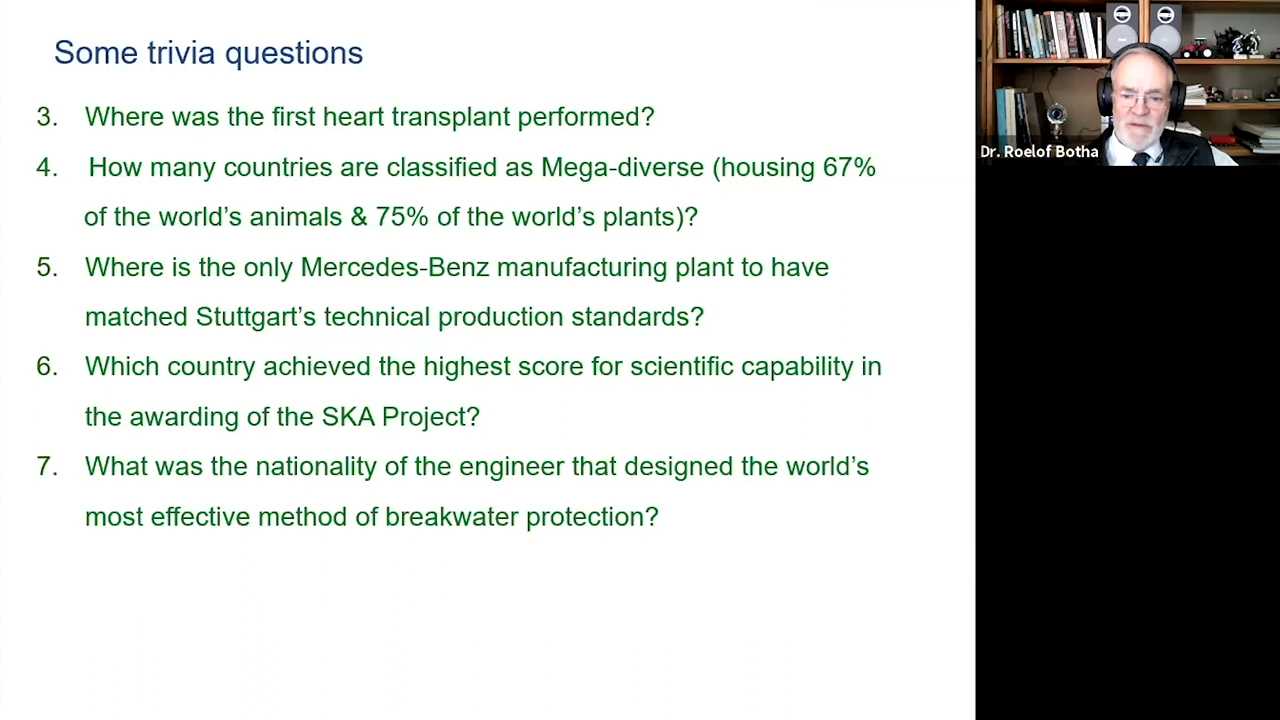 Some trivia questions
3. Where was the first heart transplant performed?
4. How many countries are classified as Mega-diverse (housing 67%
of the world's animals & 75% of the world's plants)?
5. Where is the only Mercedes-Benz manufacturing plant to have
matched Stuttgart's technical production standards?
6. Which country achieved the highest score for scientific capability in
the awarding of the SKA Project?
7. What was the nationality of the engineer that designed the world's
most effective method of breakwater protection?
Dr. Roelof Botha